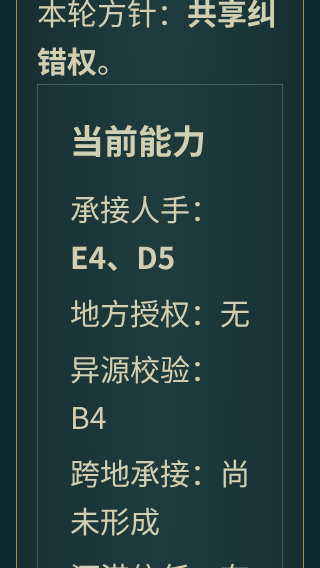 本轮方针：共享纠
错权。
当前能力
承接人手：
E4、D5
地方授权：无
异源校验：
B4
跨地承接：尚
未形成